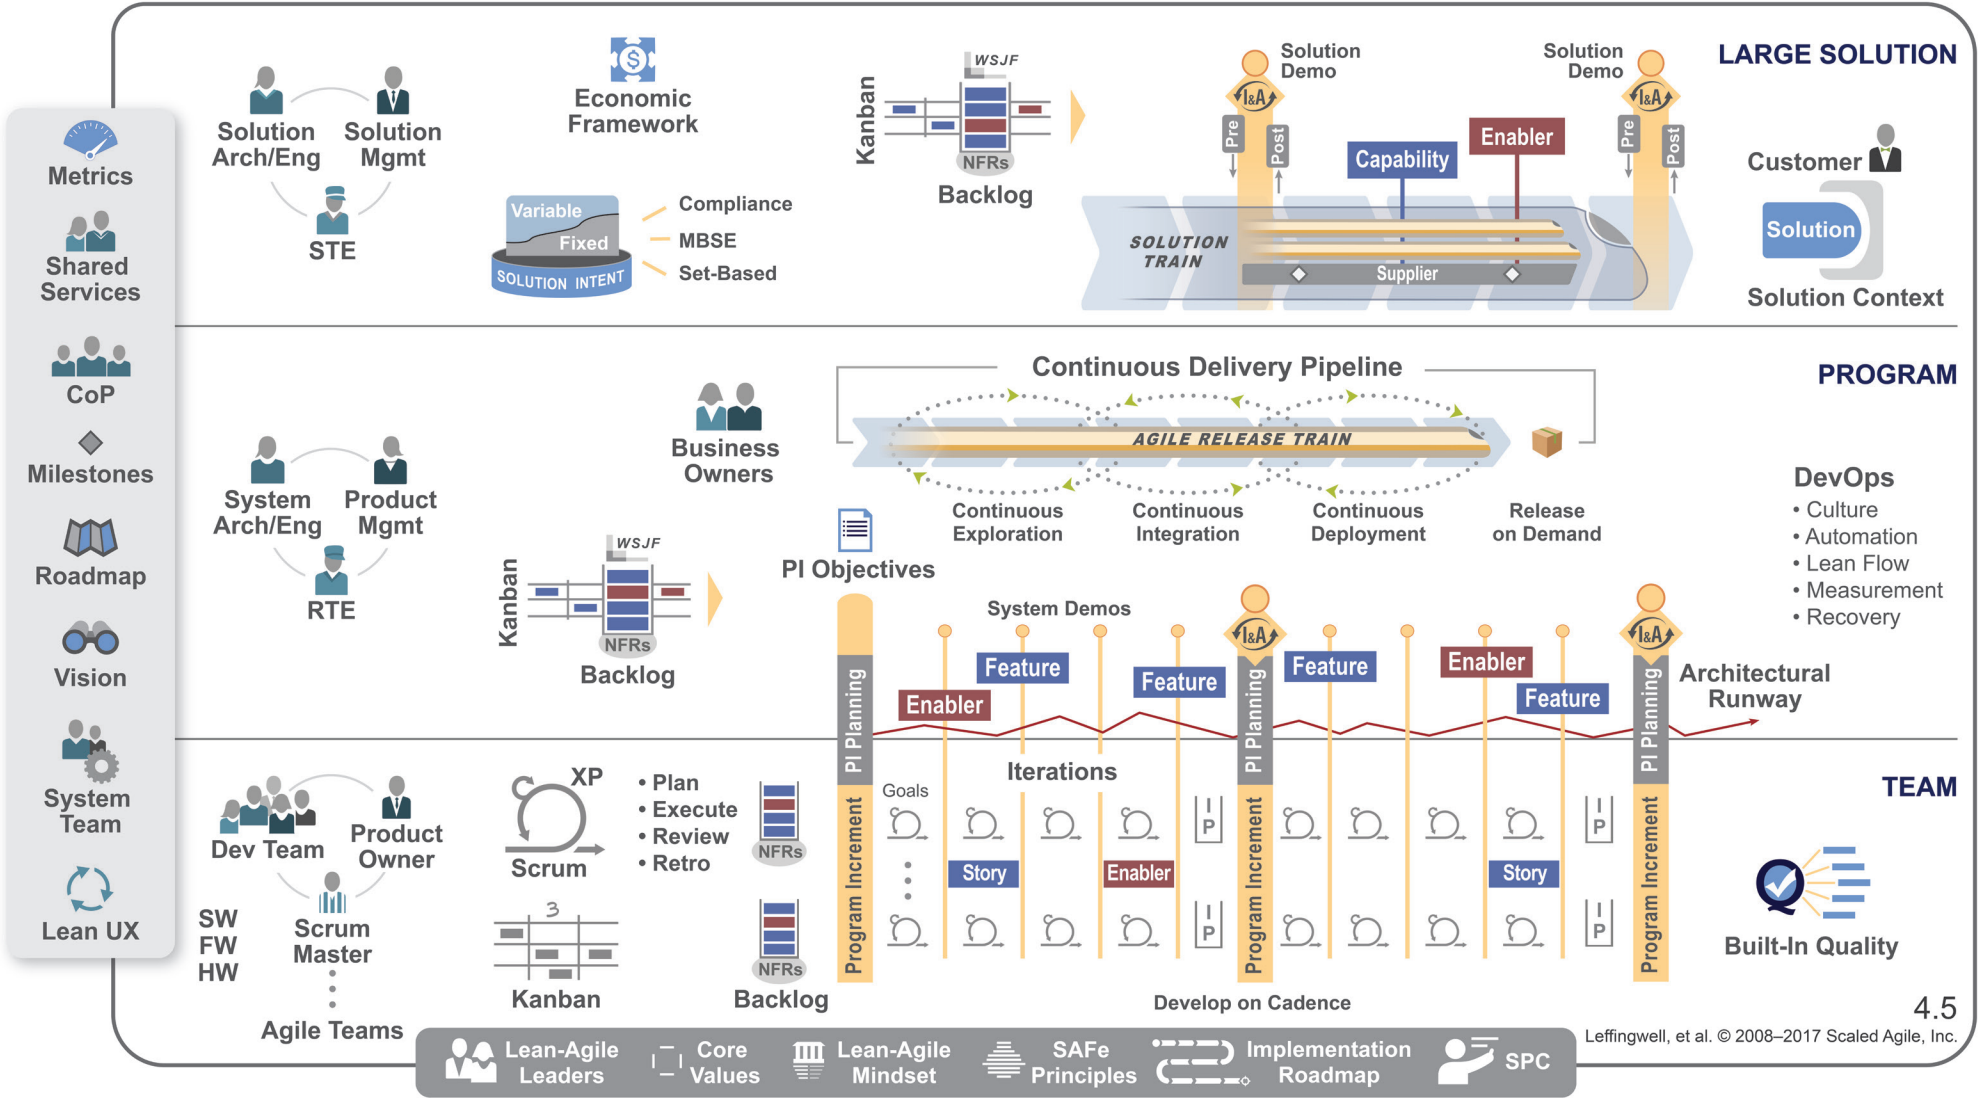 Metrics
Shared
Services
CoP
Milestones
Roadmap
Vision
System
Team
Lean UX
LARGE SOLUTION
Solution
Arch/Eng
Solution
Mgmt
STE
Economic
Framework
Variable
Fixed
SOLUTION INTENT
Compliance
MBSE
Set-Based
Kanban
WSJF
NFRs
Backlog
Solution
Demo
I&A
Pre
Post
Capability
Enabler
Solution
Demo
I&A
Pre
Post
SOLUTION
TRAIN
Supplier
Customer
Solution
Solution Context
PROGRAM
System
Arch/Eng
Product
Mgmt
RTE
Business
Owners
Kanban
WSJF
NFRs
Backlog
Continuous Delivery Pipeline
AGILE RELEASE TRAIN
Continuous
Exploration
Continuous
Integration
Continuous
Deployment
Release
on Demand
DevOps
• Culture
• Automation
• Lean Flow
• Measurement
• Recovery
PI Objectives
System Demos
PI Planning
Enabler
Feature
Feature
I&A
PI Planning
Feature
Enabler
Feature
I&A
PI Planning
Architectural
Runway
TEAM
Dev Team
Product
Owner
Scrum
Master
SW
FW
HW
Agile Teams
XP
Scrum
• Plan
• Execute
• Review
• Retro
3
Kanban
NFRs
NFRs
Backlog
Program Increment
Goals
Iterations
Story
Enabler
I
P
I
P
Program Increment
Story
I
P
I
P
Program Increment
Develop on Cadence
Built-In Quality
4.5
Leffingwell, et al. © 2008–2017 Scaled Agile, Inc.
Lean-Agile
Leaders
Core
Values
Lean-Agile
Mindset
SAFe
Principles
Implementation
Roadmap
SPC